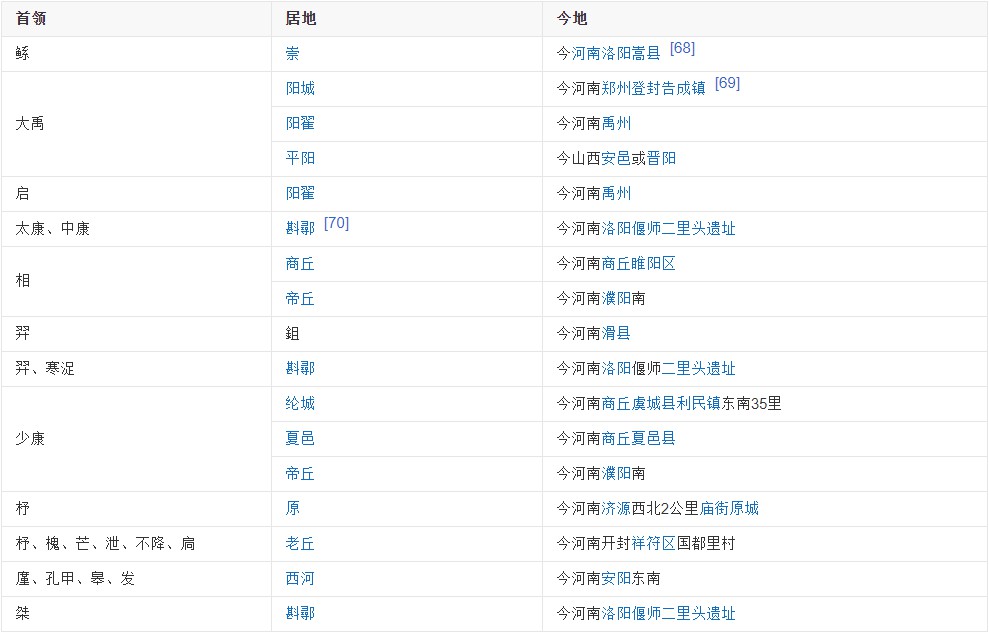 首领 居地 今地
鲧 崇 今河南洛阳嵩县 [68]
大禹 阳城 今河南郑州登封告成镇 [69]
阳翟 今河南禹州
平阳 今山西安邑或晋阳
启 阳翟 今河南禹州
太康、中康 斟鄩 [70] 今河南洛阳偃师二里头遗址
相 商丘 今河南商丘睢阳区
帝丘 今河南濮阳南
羿 鉏 今河南滑县
羿、寒浞 斟鄩 今河南洛阳偃师二里头遗址
少康 纶城 今河南商丘虞城县利民镇东南35里
夏邑 今河南商丘夏邑县
帝丘 今河南濮阳南
杼 原 今河南济源西北2公里庙街原城
杼、槐、芒、泄、不降、扃 老丘 今河南开封祥符区国都里村
廑、孔甲、皋、发 西河 今河南安阳东南
桀 斟鄩 今河南洛阳偃师二里头遗址